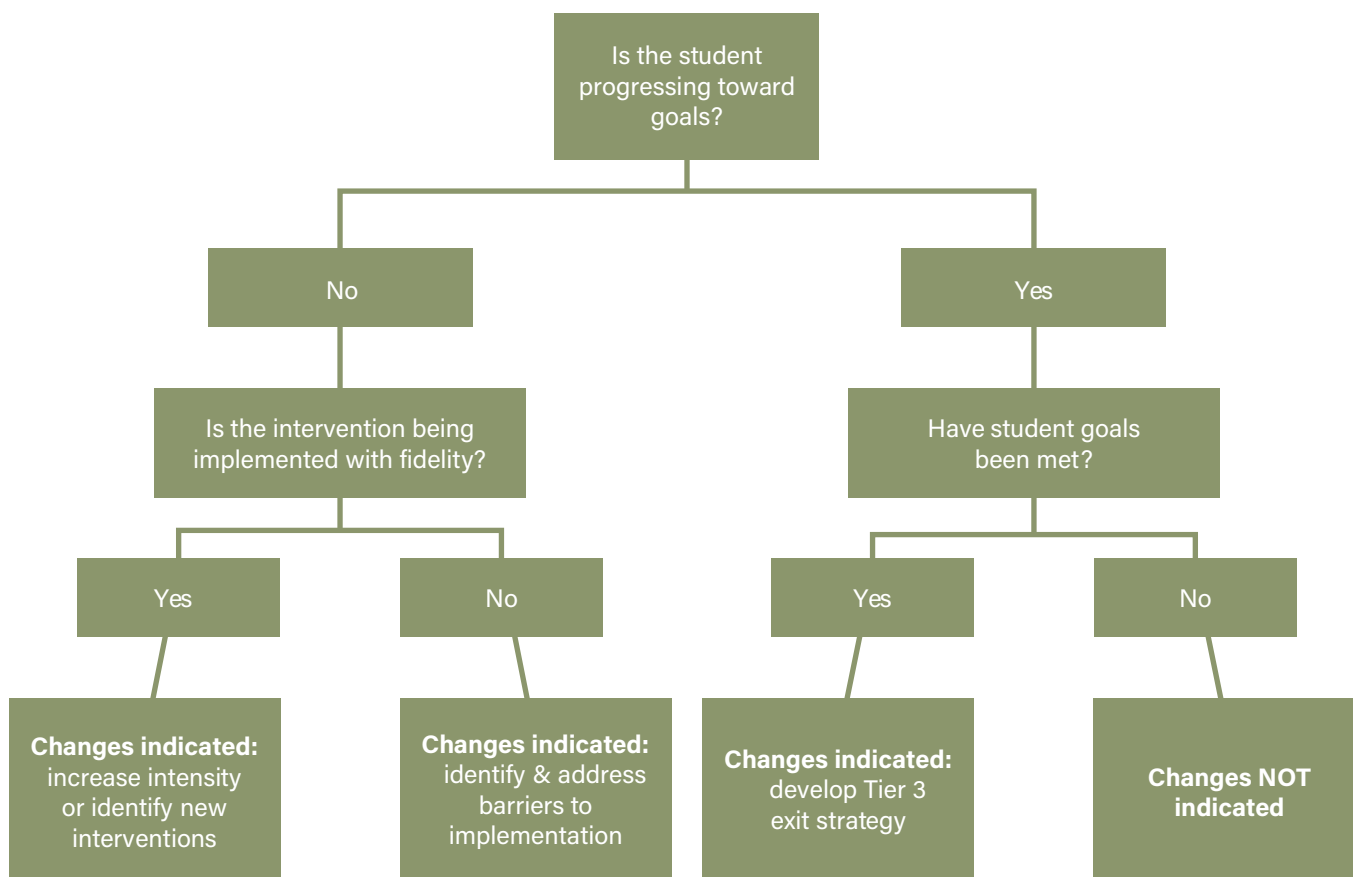 Is the student
progressing toward
goals?
No
Yes
Is the intervention being
implemented with fidelity?
Have student goals
been met?
Yes
No
Yes
No
Changes indicated:
increase intensity
or identify new
interventions
Changes indicated:
identify & address
barriers to
implementation
Changes indicated:
develop Tier 3
exit strategy
Changes NOT
indicated